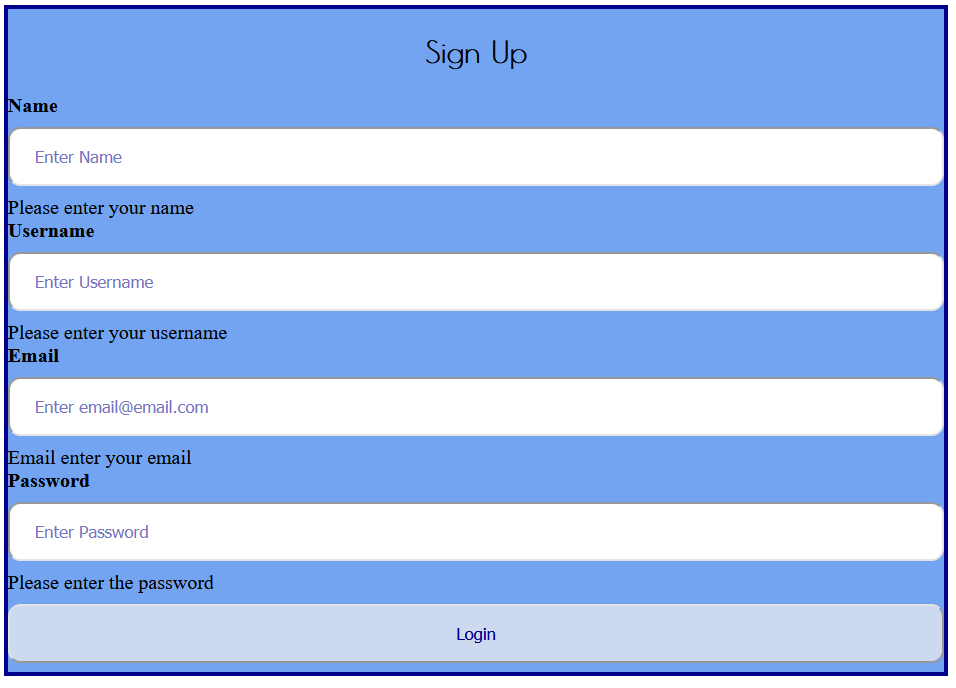 Sign Up
Name
Enter Name
Please enter your name
Username
Enter Username
Please enter your username
Email
Enter email@email.com
Email enter your email
Password
Enter Password
Please enter the password
Login